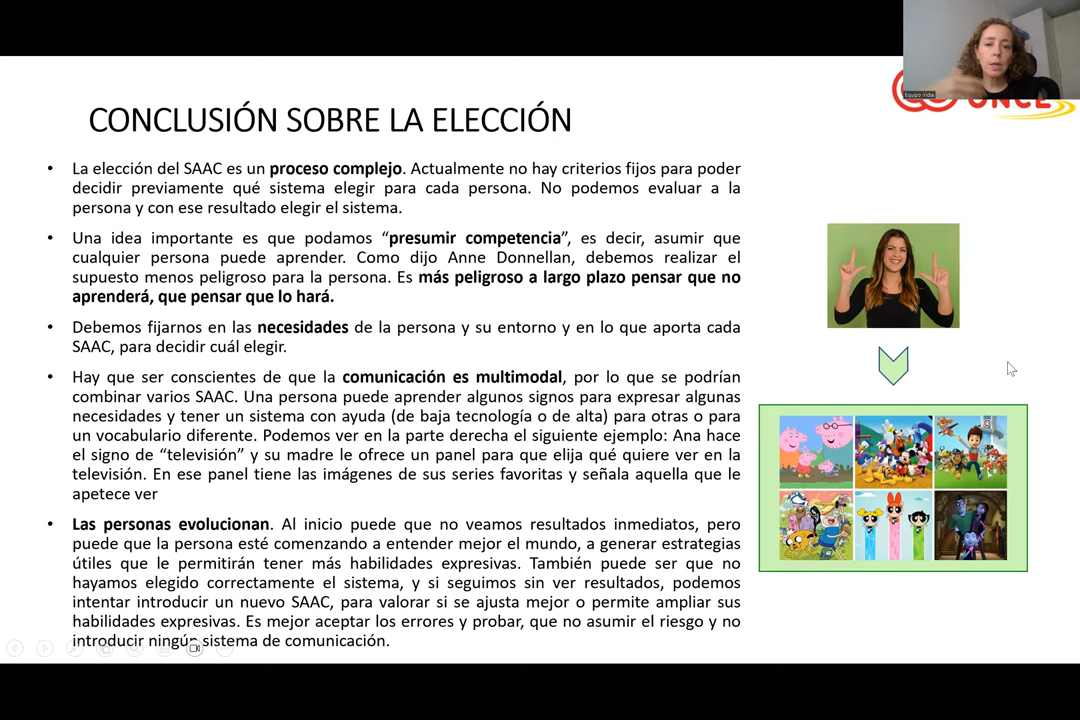 Equipo Iridia
ONCE
CONCLUSIÓN SOBRE LA ELECCIÓN
• La elección del SAAC es un proceso complejo. Actualmente no hay criterios fijos para poder
decidir previamente qué sistema elegir para cada persona. No podemos evaluar a la
persona y con ese resultado elegir el sistema.
• Una idea importante es que podamos “presumir competencia”, es decir, asumir que
cualquier persona puede aprender. Como dijo Anne Donnellan, debemos realizar el
supuesto menos peligroso para la persona. Es más peligroso a largo plazo pensar que no
aprenderá, que pensar que lo hará.
• Debemos fijarnos en las necesidades de la persona y su entorno y en lo que aporta cada
SAAC, para decidir cuál elegir.
• Hay que ser conscientes de que la comunicación es multimodal, por lo que se podrían
combinar varios SAAC. Una persona puede aprender algunos signos para expresar algunas
necesidades y tener un sistema con ayuda (de baja tecnología o de alta) para otras o para
un vocabulario diferente. Podemos ver en la parte derecha el siguiente ejemplo: Ana hace
el signo de “televisión” y su madre le ofrece un panel para que elija qué quiere ver en la
televisión. En ese panel tiene las imágenes de sus series favoritas y señala aquella que le
apetece ver
• Las personas evolucionan. Al inicio puede que no veamos resultados inmediatos, pero
puede que la persona esté comenzando a entender mejor el mundo, a generar estrategias
útiles que le permitirán tener más habilidades expresivas. También puede ser que no
hayamos elegido correctamente el sistema, y si seguimos sin ver resultados, podemos
intentar introducir un nuevo SAAC, para valorar si se ajusta mejor o permite ampliar sus
habilidades expresivas. Es mejor aceptar los errores y probar, que no asumir el riesgo y no
introducir ningún sistema de comunicación.